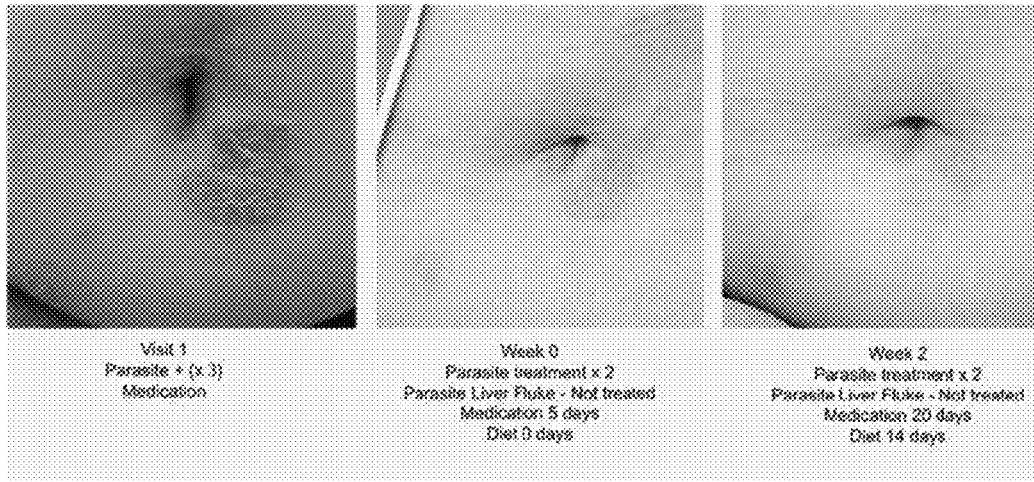 Visit 1
Parasite + (x 3)
Medication
Week 0
Parasite treatment x 2
Parasite Liver Fluke - Not treated
Medication 5 days
Diet 0 days
Week 2
Parasite treatment x 2
Parasite Liver Fluke - Not treated
Medication 20 days
Diet 14 days